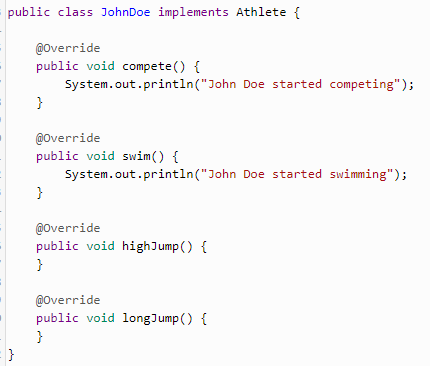 public class JohnDoe implements Athlete {
@Override
public void compete() {
System.out.println("John Doe started competing");
}
@Override
public void swim() {
System.out.println("John Doe started swimming");
}
@Override
public void highJump() {
}
@Override
public void longJump() {
}
}